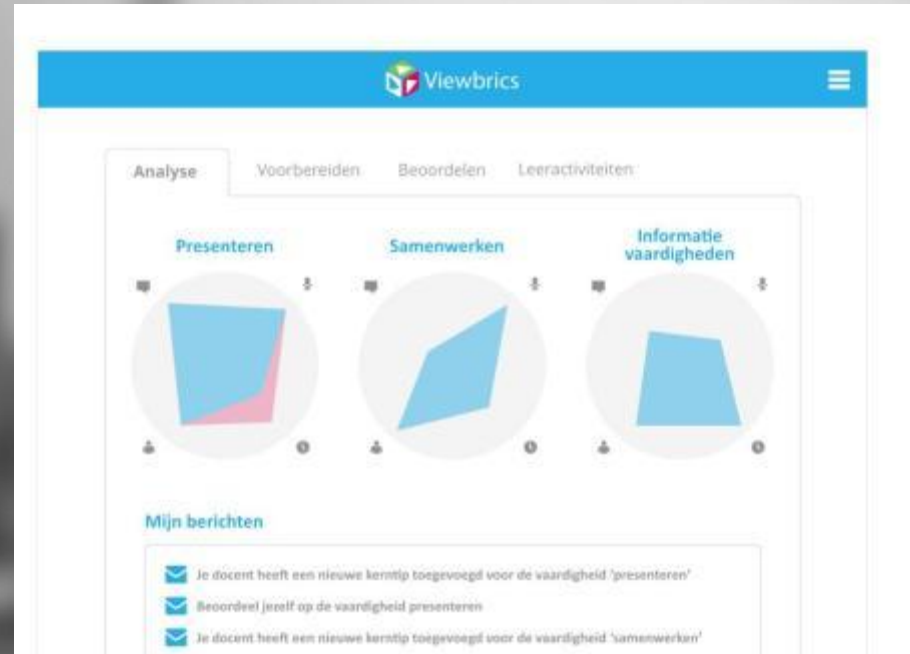 Viewbrics
Analyse Voorbereiden Beoordelen Leeractiviteiten
Presenteren Samenwerken Informatie
vaardigheden
Mijn berichten
Je docent heeft een nieuwe kerntip toegevoegd voor de vaardigheid 'presenteren'
Beoordeel jezelf op de vaardigheid presenteren
Je docent heeft een nieuwe kerntip toegevoegd voor de vaardigheid 'samenwerken'